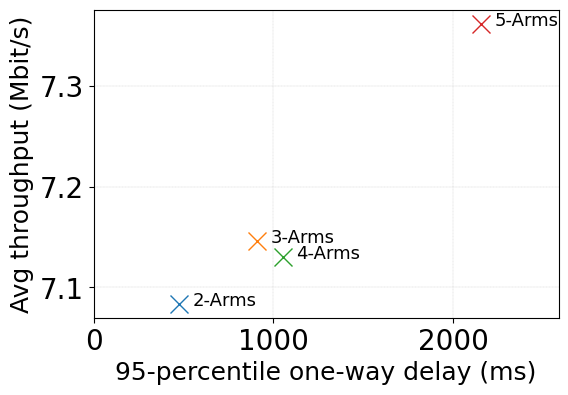 Avg throughput (Mbit/s)
7.3
7.2
7.1
5-Arms
3-Arms
4-Arms
2-Arms
0
1000
2000
95-percentile one-way delay (ms)